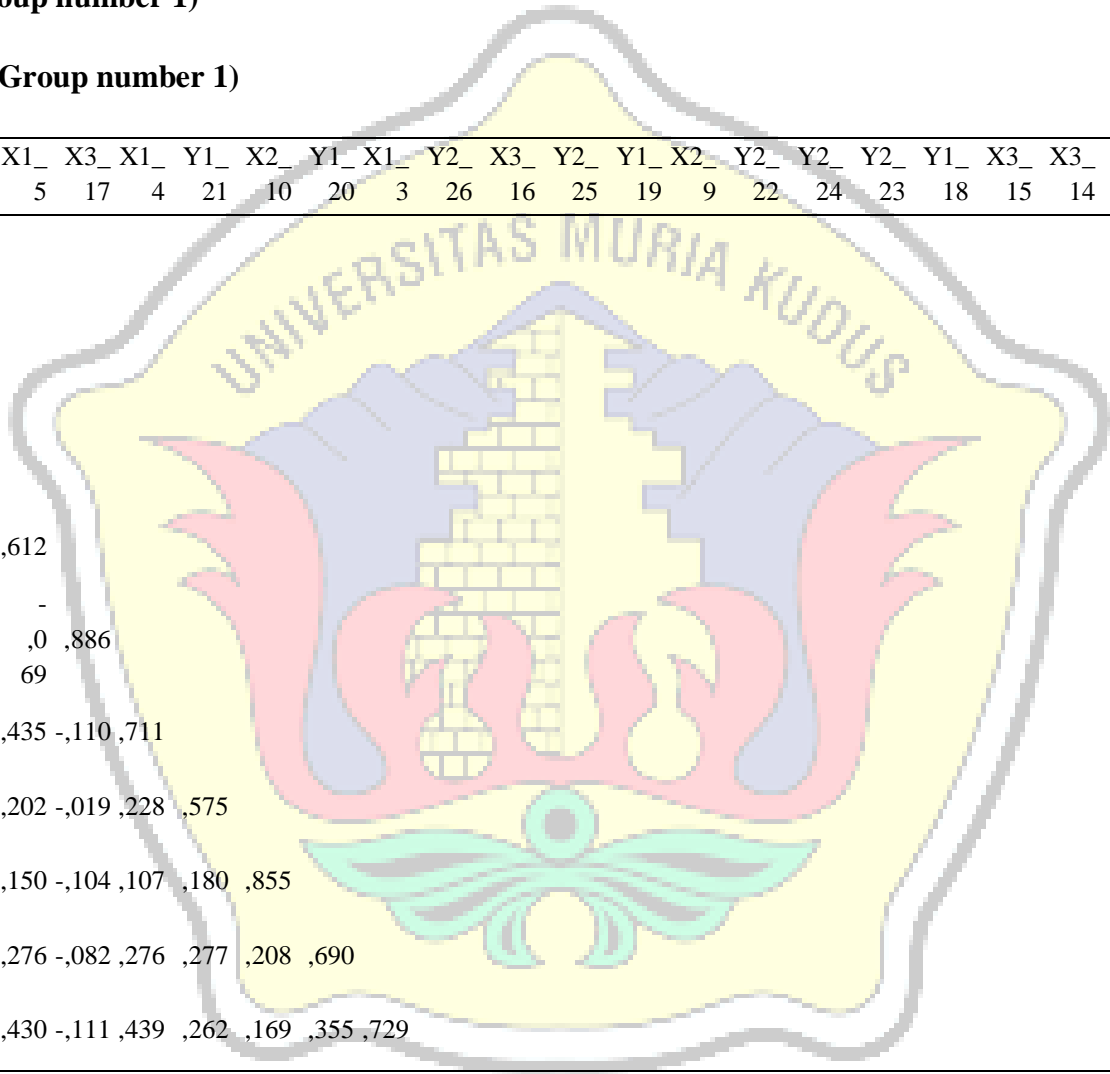 oup number 1)
Group number 1)
X1_ X3_ X1_ Y1_ X2_ Y1_ X1_ Y2_ X3_ Y2_ Y1_ X2_ Y2_ Y2_ Y2_ Y1_ X3_ X3_
5 17 4 21 10 20 3 26 16 25 19 9 22 24 23 18 15 14
UNIVERSITAS MURIA KUDUS
,612
-
,0 ,886
69
,435 -,110 ,711
,202 -,019 ,228 ,575
,150 -,104 ,107 ,180 ,855
,276 -,082 ,276 ,277 ,208 ,690
,430 -,111 ,439 ,262 ,169 ,355 ,729